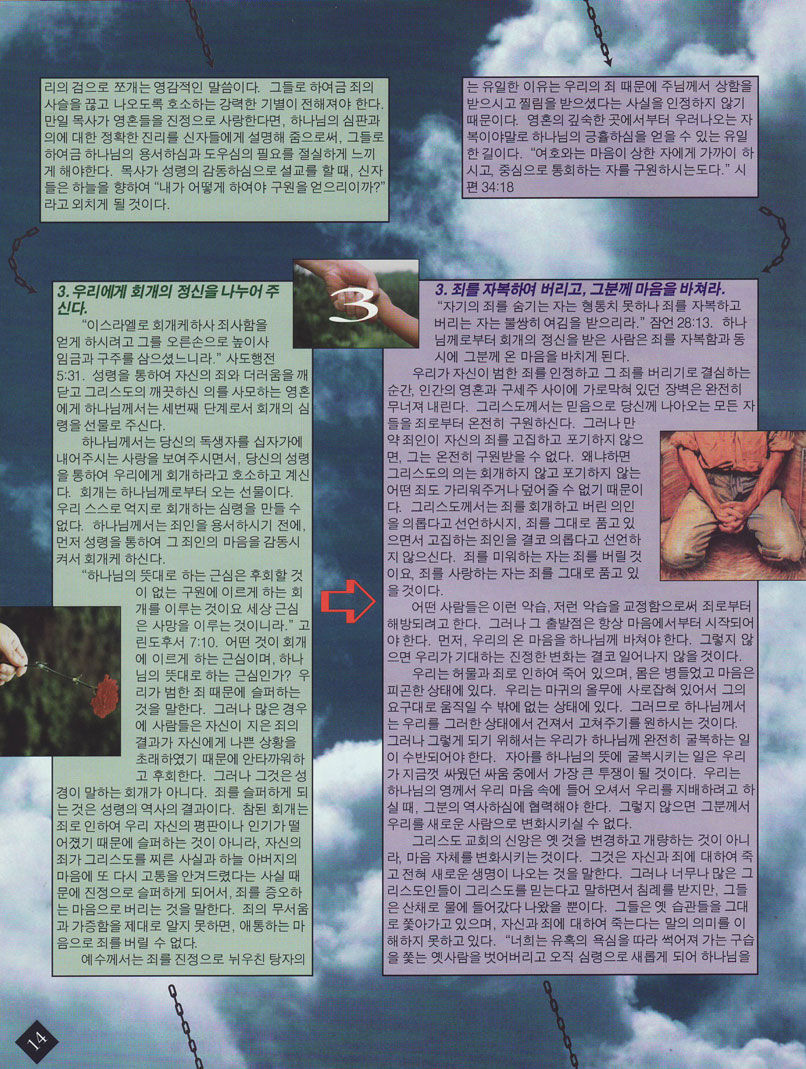 리의 검으로 쪼개는 영감적인 말씀이다. 그들로 하여금 죄의
사슬을 끊고 나오도록 호소하는 강력한 기별이 전해져야 한다.
만일 목사가 영혼들을 진정으로 사랑한다면, 하나님의 심판과
의에 대한 정확한 진리를 신자들에게 설명해 줌으로써, 그들로
하여금 하나님의 용서하심과 도우심의 필요를 절실하게 느끼
게 해야한다. 목사가 성령의 감동하심으로 설교를 할 때, 신자
들은 하늘을 향하여 “내가 어떻게 하여야 구원을 얻으리이까?”
라고 외치게 될 것이다.
3. 우리에게 회개의 정신을 나누어 주
신다.
“이스라엘로 회개케하사 죄사함을
얻게 하시려고 그를 오른손으로 높이사
임금과 구주를 삼으셨느니라.” 사도행전
5:31. 성령을 통하여 자신의 죄와 더러움을 깨
닫고 그리스도의 깨끗하신 의를 사모하는 영혼
에게 하나님께서는 세번째 단계로서 회개의 심
령을 선물로 주신다.
하나님께서는 당신의 독생자를 십자가에
내어주시는 사랑을 보여주시면서, 당신의 성령
을 통하여 우리에게 회개하라고 호소하고 계신
다. 회개는 하나님께로부터 오는 선물이다.
우리 스스로 억지로 회개하는 심령을 만들 수
없다. 하나님께서는 죄인을 용서하시기 전에,
먼저 성령을 통하여 그 죄인의 마음을 감동시
켜서 회개케 하신다.
“하나님의 뜻대로 하는 근심은 후회할 것
이 없는 구원에 이르게 하는 회
개를 이루는 것이요 세상 근심
은 사망을 이루는 것이니라.” 고
린도후서 7:10. 어떤 것이 회개
에 이르게 하는 근심이며, 하나
님의 뜻대로 하는 근심인가? 우
리가 범한 죄 때문에 슬퍼하는
것을 말한다. 그러나 많은 경우
에 사람들은 자신이 지은 죄의
결과가 자신에게 나쁜 상황을
초래하였기 때문에 안타까워하
고 후회한다. 그러나 그것은 성
경이 말하는 회개가 아니다. 죄를 슬퍼하게 되
는 것은 성령의 역사의 결과이다. 참된 회개는
죄로 인하여 우리 자신의 평판이나 인기가 떨
어졌기 때문에 슬퍼하는 것이 아니라, 자신의
죄가 그리스도를 찌른 사실과 하늘 아버지의
마음에 또 다시 고통을 안겨드렸다는 사실 때
문에 진정으로 슬퍼하게 되어서, 죄를 증오하
는 마음으로 버리는 것을 말한다. 죄의 무서움
과 가증함을 제대로 알지 못하면, 애통하는 마
음으로 죄를 버릴 수 없다.
예수께서는 죄를 진정으로 뉘우친 탕자의
3
는 유일한 이유는 우리의 죄 때문에 주님께서 상함을
받으시고 찔림을 받으셨다는 사실을 인정하지 않기
때문이다. 영혼의 깊숙한 곳에서부터 우러나오는 자
복이야말로 하나님의 긍휼하심을 얻을 수 있는 유일
한 길이다. “여호와는 마음이 상한 자에게 가까이 하
시고, 중심으로 통회하는 자를 구원하시는도다.” 시
편 34:18
3. 죄를 자복하여 버리고, 그분께 마음을 바쳐라.
“자기의 죄를 숨기는 자는 형통치 못하나 죄를 자복하고
버리는 자는 불쌍히 여김을 받으리라.” 잠언 28:13. 하나
님께로부터 회개의 정신을 받은 사람은 죄를 자복함과 동
시에 그분께 온 마음을 바치게 된다.
우리가 자신이 범한 죄를 인정하고 그 죄를 버리기로 결심하는
순간, 인간의 영혼과 구세주 사이에 가로막혀 있던 장벽은 완전히
무너져 내린다. 그리스도께서는 믿음으로 당신께 나아오는 모든 자
들을 죄로부터 온전히 구원하신다. 그러나 만
약 죄인이 자신의 죄를 고집하고 포기하지 않으
면, 그는 온전히 구원받을 수 없다. 왜냐하면
그리스도의 의는 회개하지 않고 포기하지 않는
어떤 죄도 가리워주거나 덮어줄 수 없기 때문이
다. 그리스도께서는 죄를 회개하고 버린 의인
을 의롭다고 선언하시지, 죄를 그대로 품고 있
으면서 고집하는 죄인을 결코 의롭다고 선언하
지 않으신다. 죄를 미워하는 자는 죄를 버릴 것
이요, 죄를 사랑하는 자는 죄를 그대로 품고 있
을 것이다.
어떤 사람들은 이런 악습, 저런 악습을 교정함으로써 죄로부터
해방되려고 한다. 그러나 그 출발점은 항상 마음에서부터 시작되어
야 한다. 먼저, 우리의 온 마음을 하나님께 바쳐야 한다. 그렇지 않
으면 우리가 기대하는 진정한 변화는 결코 일어나지 않을 것이다.
우리는 허물과 죄로 인하여 죽어 있으며, 몸은 병들었고 마음은
피곤한 상태에 있다. 우리는 마귀의 올무에 사로잡혀 있어서 그의
요구대로 움직일 수 밖에 없는 상태에 있다. 그러므로 하나님께서
는 우리를 그러한 상태에서 건져서 고쳐주기를 원하시는 것이다.
그러나 그렇게 되기 위해서는 우리가 하나님께 완전히 굴복하는 일
이 수반되어야 한다. 자아를 하나님의 뜻에 굴복시키는 일은 우리
가 지금껏 싸웠던 싸움 중에서 가장 큰 투쟁이 될 것이다. 우리는
하나님의 영께서 우리 마음 속에 들어 오셔서 우리를 지배하려고 하
실 때, 그분의 역사하심에 협력해야 한다. 그렇지 않으면 그분께서
우리를 새로운 사람으로 변화시키실 수 없다.
그리스도 교회의 신앙은 옛 것을 변경하고 개량하는 것이 아니
라, 마음 자체를 변화시키는 것이다. 그것은 자신과 죄에 대하여 죽
고 전혀 새로운 생명이 나오는 것을 말한다. 그러나 너무나 많은 그
리스도인들이 그리스도를 믿는다고 말하면서 침례를 받지만, 그들
은 산채로 물에 들어갔다 나왔을 뿐이다. 그들은 옛 습관들을 그대
로 쫓아가고 있으며, 자신과 죄에 대하여 죽는다는 말의 의미를 이
해하지 못하고 있다. “너희는 유혹의 욕심을 따라 썩어져 가는 구습
을 쫓는 옛사람을 벗어버리고 오직 심령으로 새롭게 되어 하나님을
14